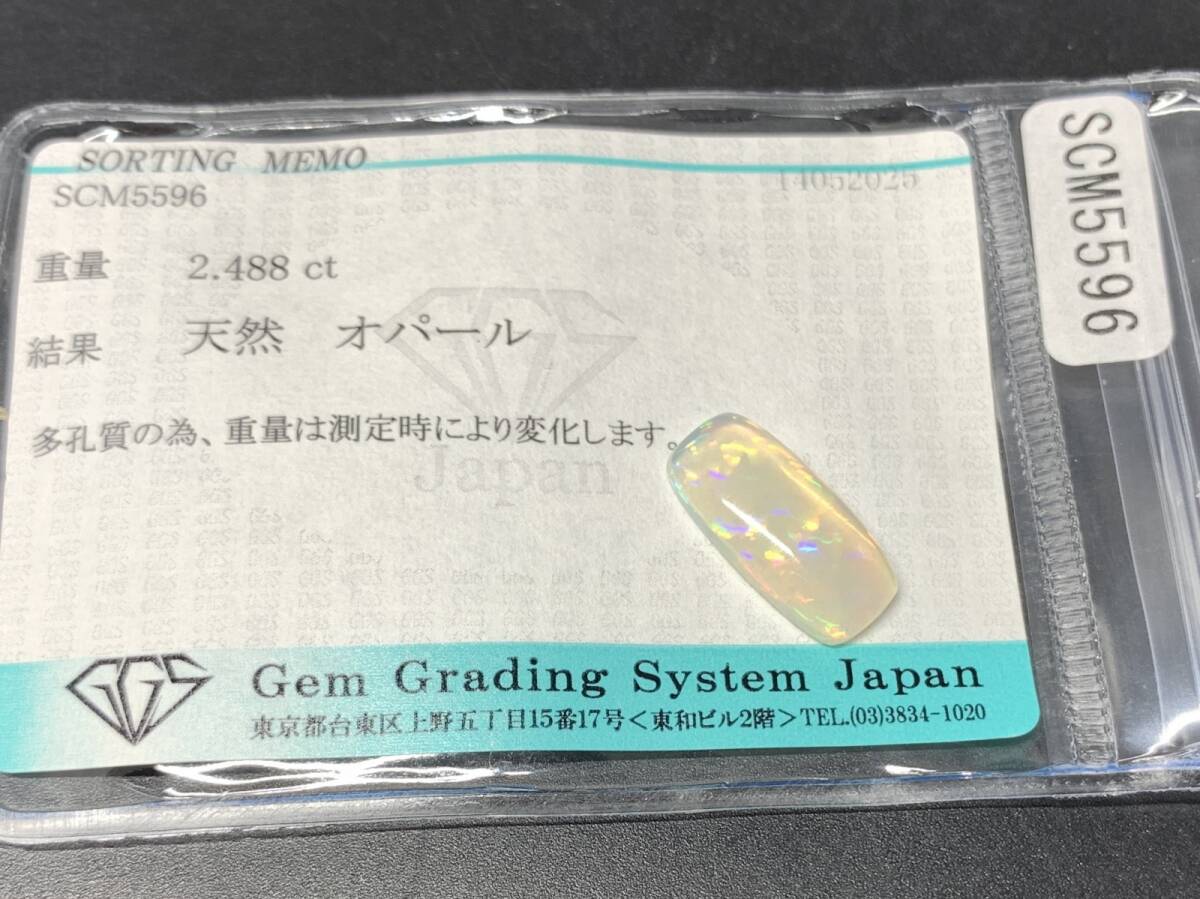 SORTING MEMO
SCM5596
14052025
重量 2.488 ct
結果 天然 オパール
多孔質の為、重量は測定時により変化します。
Japan
GGS
Gem Grading System Japan
東京都台東区上野五丁目15番17号<東和ビル2階>TEL.(03)3834-1020
SCM5596